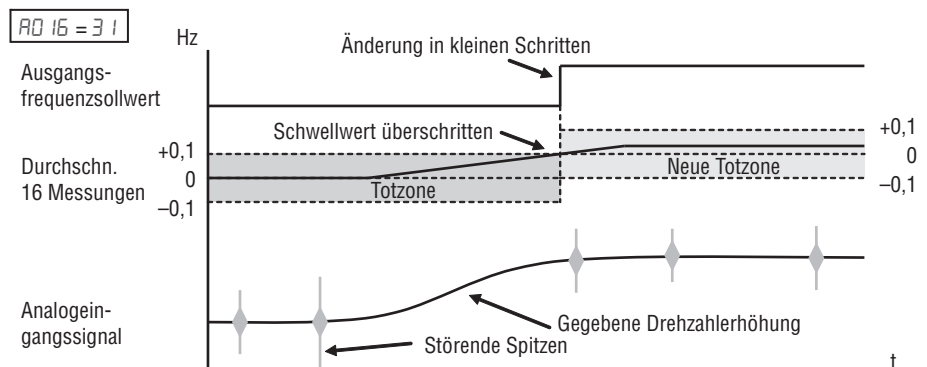 A016 = 31
Hz
Änderung in kleinen Schritten
Ausgangs-
frequenzsollwert
Schwellwert überschritten
+0,1
+0,1
Durchschn.
16 Messungen
0
0
Totzone
Neue Totzone
–0,1
–0,1
Analogein-
gangssignal
Gegebene Drehzahlerhöhung
Störende Spitzen
t